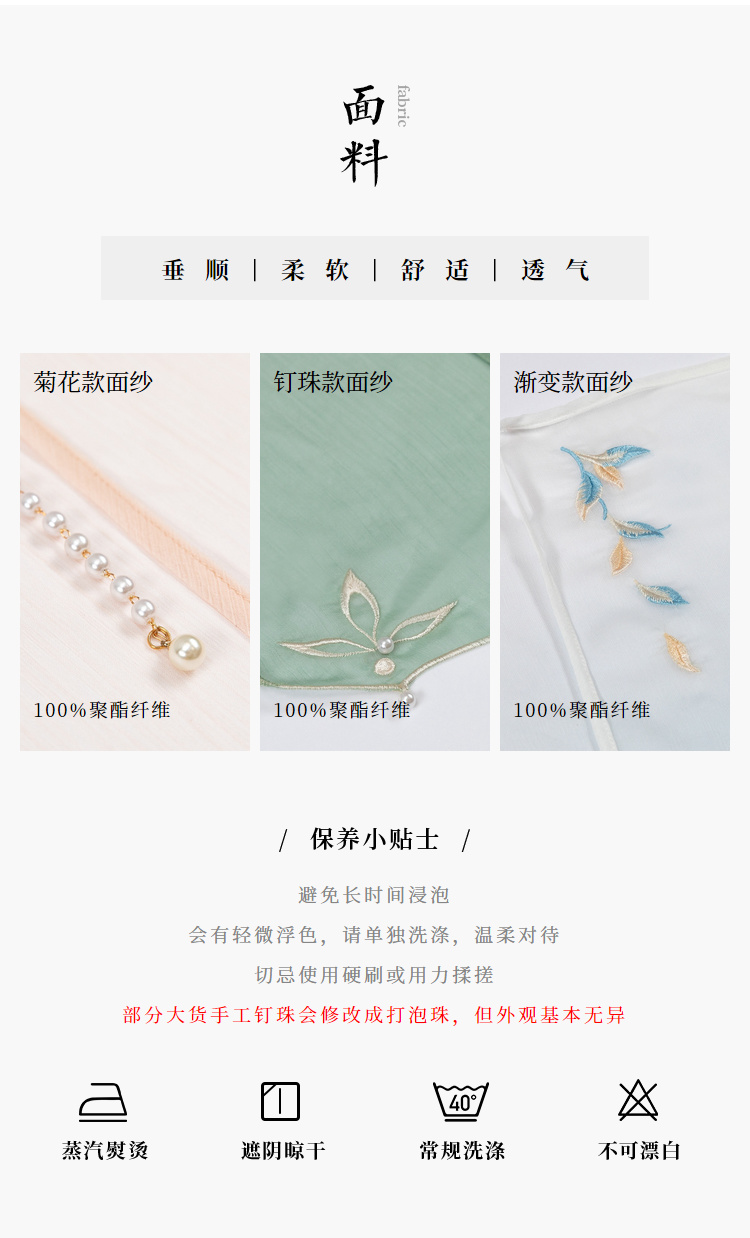 面料
fabric
垂顺 | 柔软 | 舒适 | 透气
菊花款面纱
100%聚酯纤维
钉珠款面纱
100%聚酯纤维
渐变款面纱
100%聚酯纤维
/ 保养小贴士 /
避免长时间浸泡
会有轻微浮色，请单独洗涤，温柔对待
切忌使用硬刷或用力揉搓
部分大货手工钉珠会修改成打泡珠，但外观基本无异
蒸汽熨烫
遮阴晾干
40°
常规洗涤
不可漂白